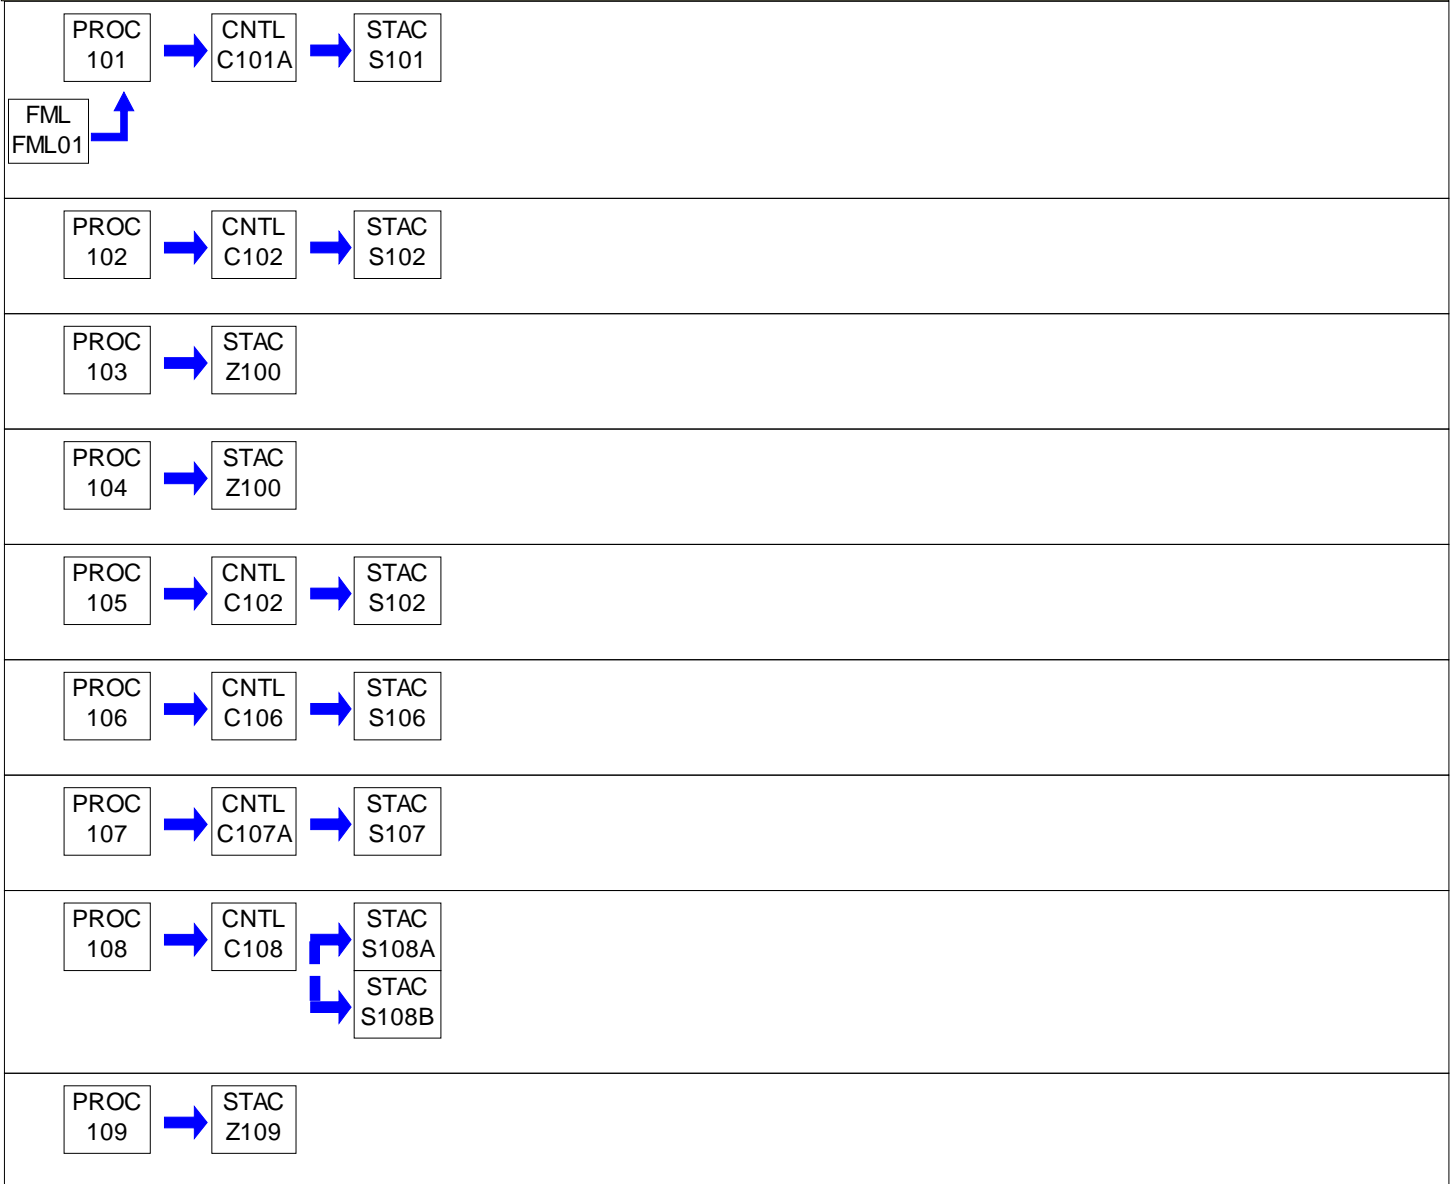 PROC
101
CNTL
C101A
STAC
S101
FML
FML01
PROC
102
CNTL
C102
STAC
S102
PROC
103
STAC
Z100
PROC
104
STAC
Z100
PROC
105
CNTL
C102
STAC
S102
PROC
106
CNTL
C106
STAC
S106
PROC
107
CNTL
C107A
STAC
S107
PROC
108
CNTL
C108
STAC
S108A
STAC
S108B
PROC
109
STAC
Z109